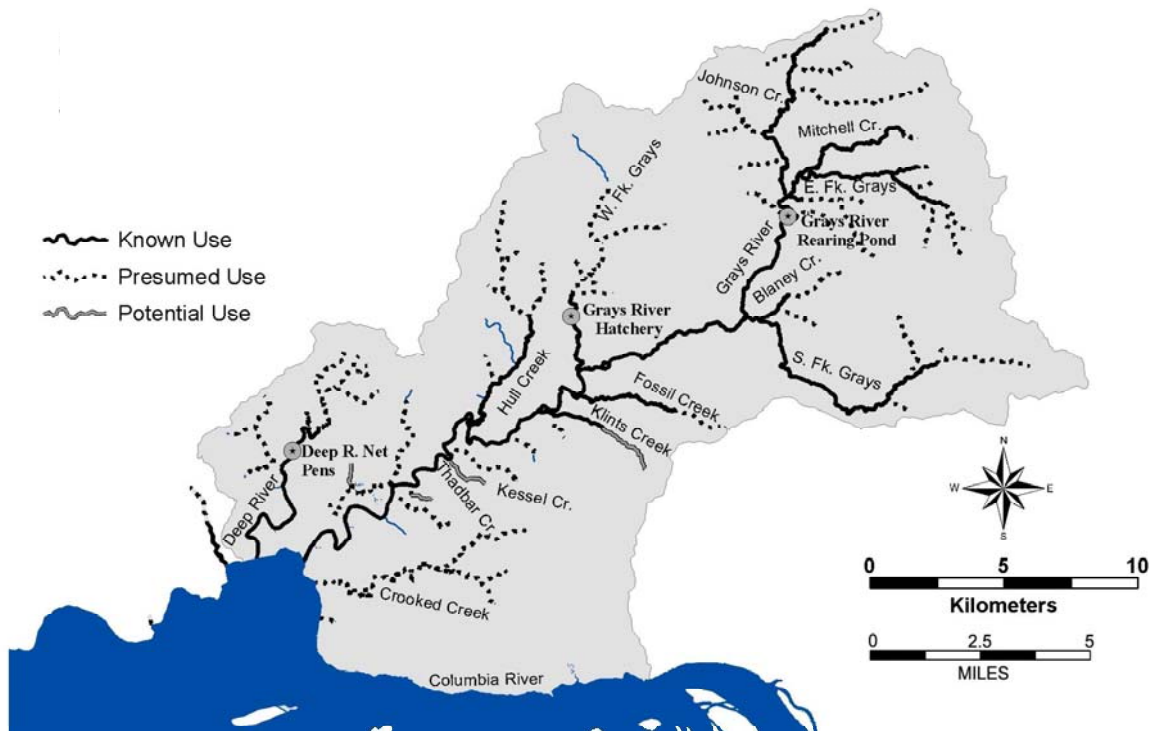 Johnson Cr.
Mitchell Cr.
W. Fk. Grays
E. Fk. Grays
Grays River
Rearing Pond
Grays River
Blaney Cr.
Known Use
Presumed Use
Potential Use
Grays River
Hatchery
Hull Creek
S. Fk. Grays
Fossil Creek
Klints Creek
Deep R. Net
Pens
Deep River
Thadbar Cr.
Kessel Cr.
Crooked Creek
Columbia River
N
W
E
S
0 5 10
Kilometers
0 2.5 5
MILES